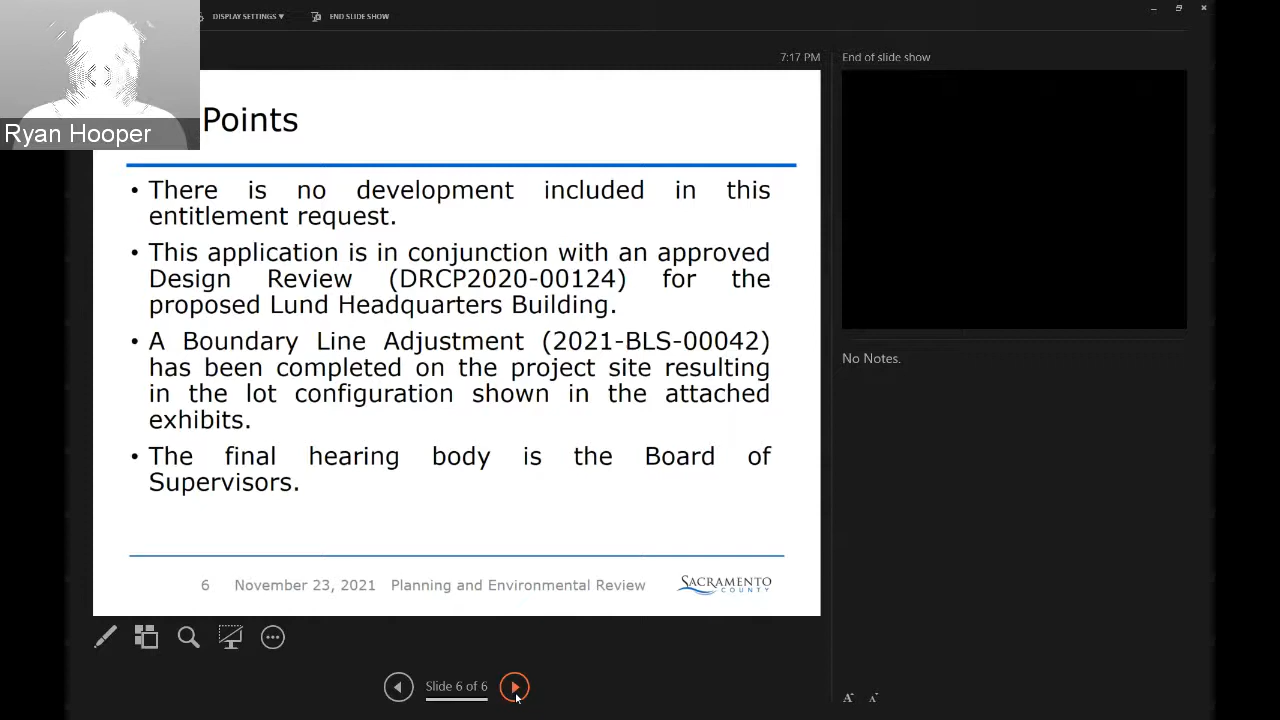 DISPLAY SETTINGS ▼ END SLIDE SHOW
Ryan Hooper
7:17 PM
End of slide show
Points
• There is no development included in this
entitlement request.
• This application is in conjunction with an approved
Design Review (DRCP2020-00124) for the
proposed Lund Headquarters Building.
• A Boundary Line Adjustment (2021-BLS-00042)
has been completed on the project site resulting
in the lot configuration shown in the attached
exhibits.
• The final hearing body is the Board of
Supervisors.
6 November 23, 2021 Planning and Environmental Review
SACRAMENTO
COUNTY
No Notes.
Slide 6 of 6
A A